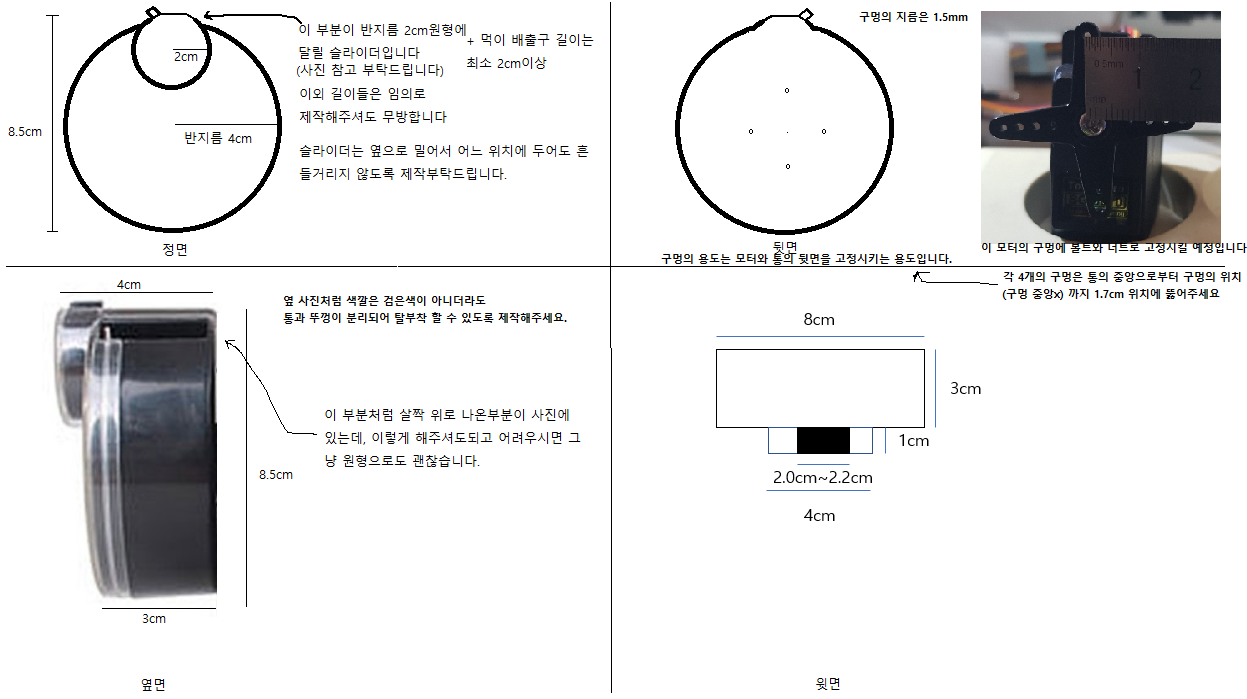 이 부분이 반지름 2cm원형에
달릴 슬라이더입니다
(사진 참고 부탁드립니다)
이외 길이들은 임의로
제작해주셔도 무방합니다
+ 먹이 배출구 길이는
최소 2cm이상
슬라이더는 옆으로 밀어서 어느 위치에 두어도 흔
들거리지 않도록 제작부탁드립니다.
2cm
8.5cm
반지름 4cm
정면
구멍의 지름은 1.5mm
0.5mm
1
2
뒷면
이 모터의 구멍에 볼트와 너트로 고정시킬 예정입니다
구멍의 용도는 모터와 통의 뒷면을 고정시키는 용도입니다.
각 4개의 구멍은 통의 중앙으로부터 구멍의 위치
(구멍 중앙x) 까지 1.7cm 위치에 뚫어주세요
4cm
옆 사진처럼 색깔은 검은색이 아니더라도
통과 뚜껑이 분리되어 탈부착 할 수 있도록 제작해주세요.
이 부분처럼 살짝 위로 나온부분이 사진에
있는데, 이렇게 해주셔도되고 어려우시면 그
냥 원형으로도 괜찮습니다.
8.5cm
3cm
옆면
8cm
3cm
1cm
2.0cm~2.2cm
4cm
윗면